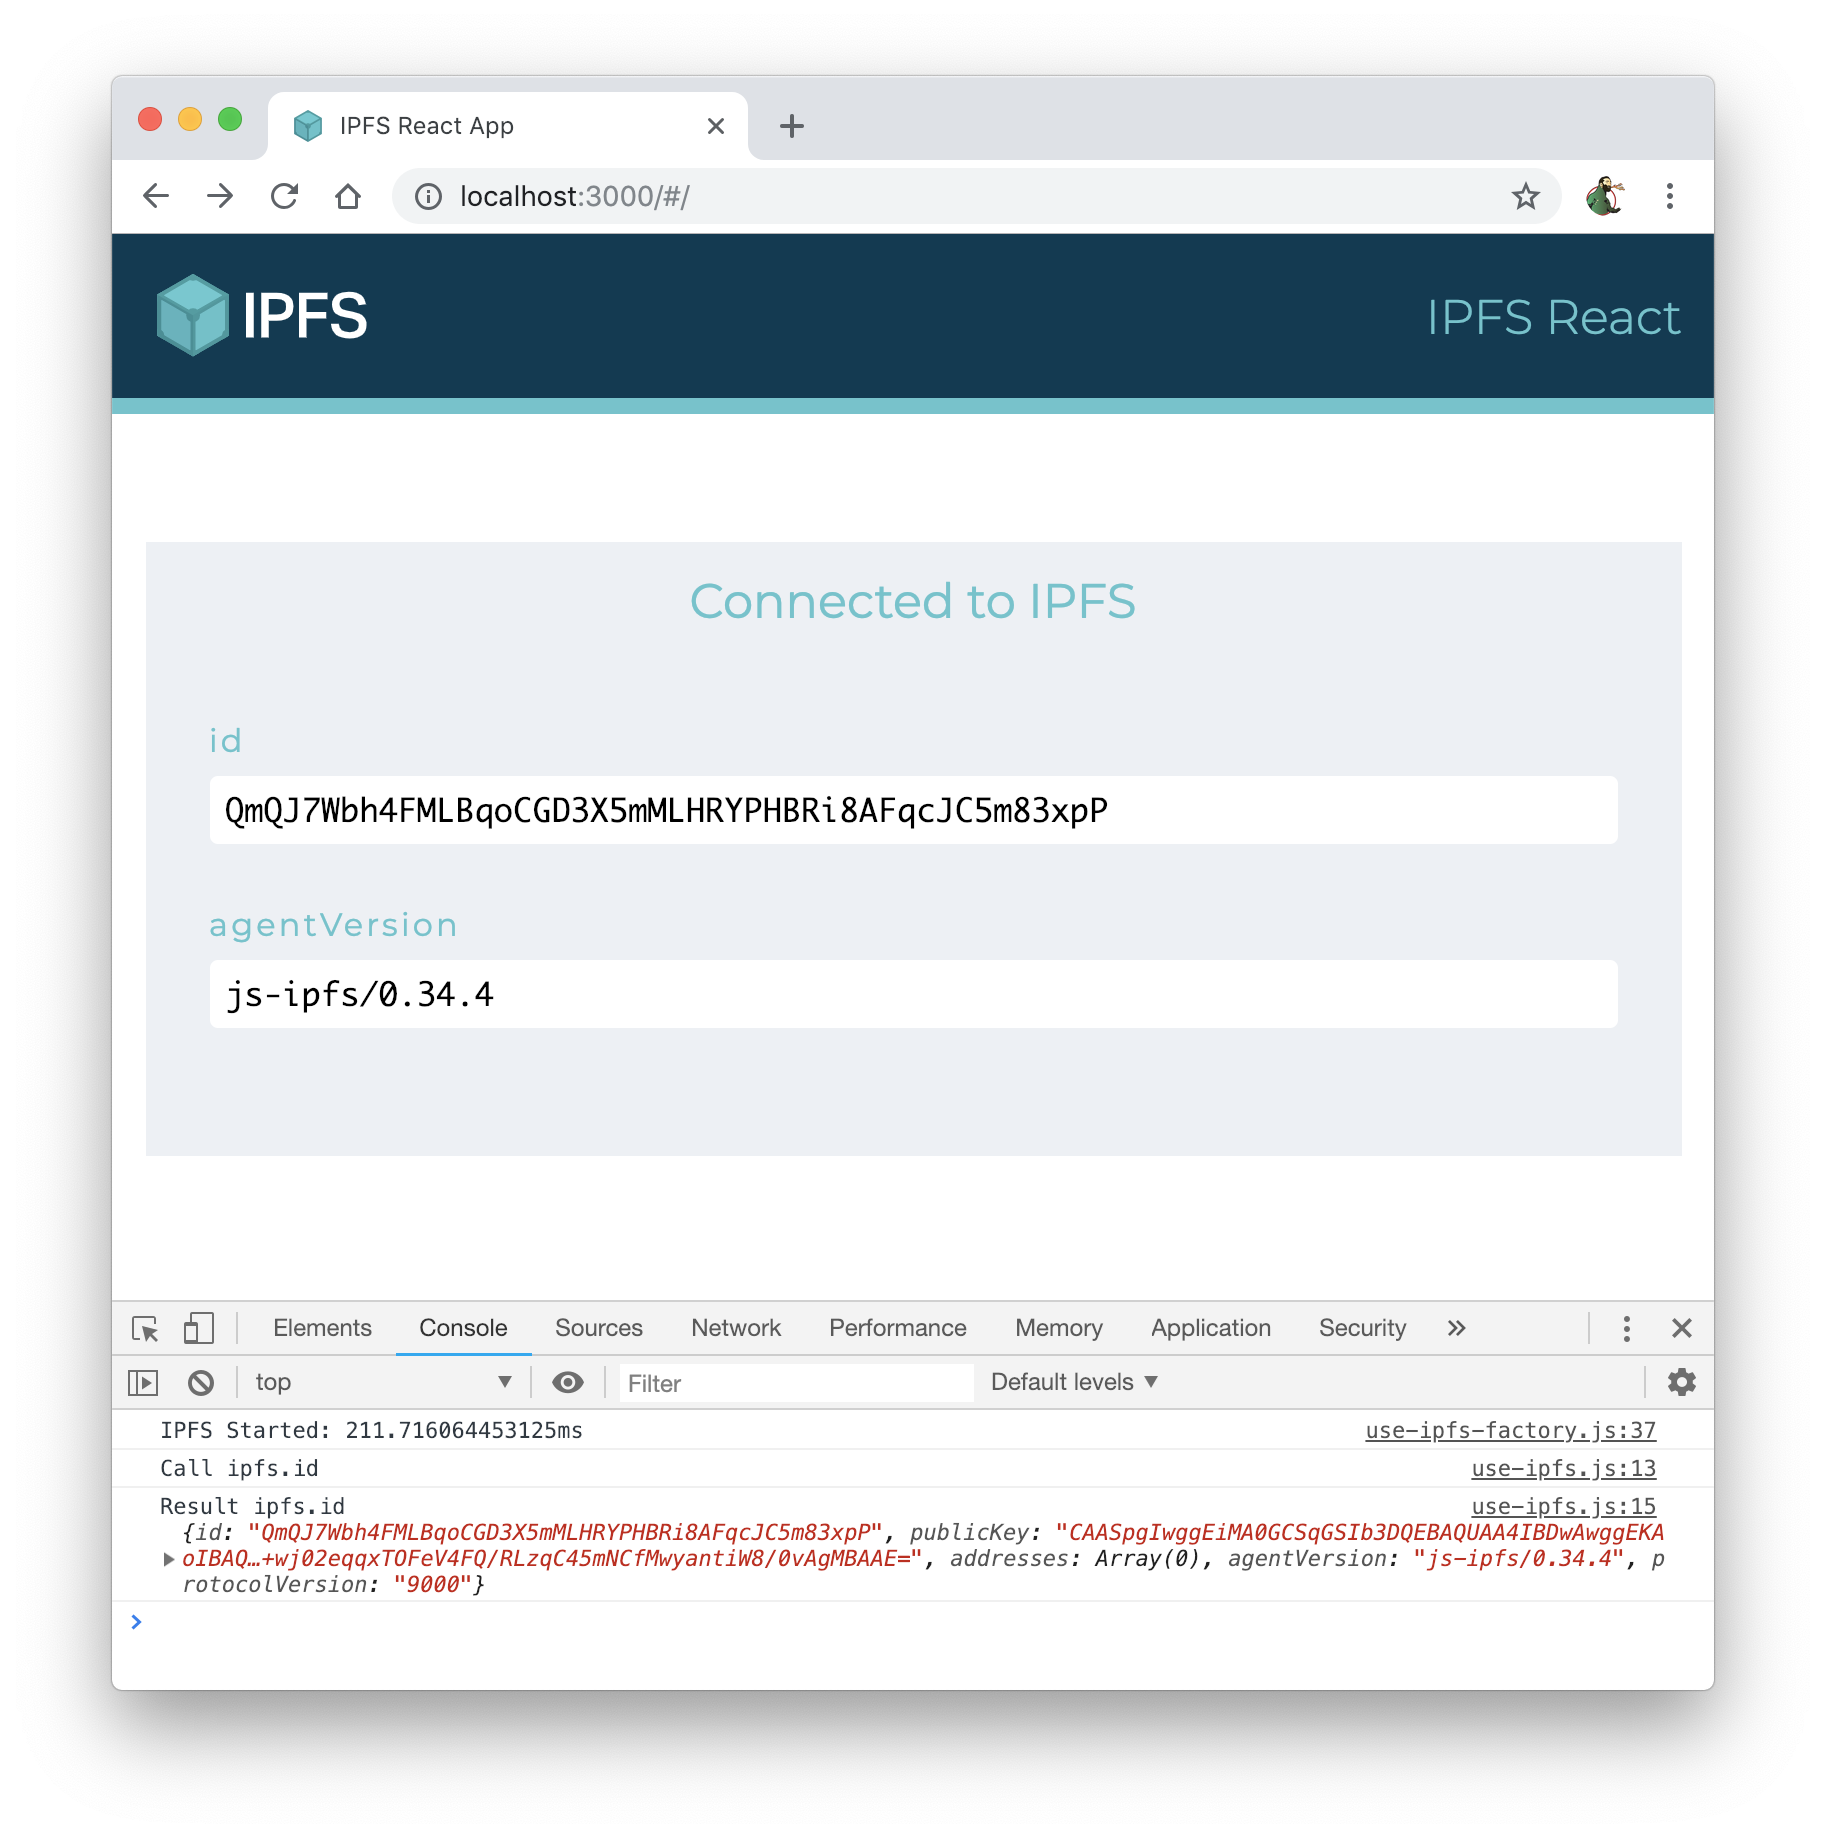 IPFS React App
localhost:3000/#/
IPFS
IPFS React
Connected to IPFS
id
QmQJ7Wbh4FMLBqoCGD3X5mMLHRYPHBRi8AFqcJC5m83xpP
agentVersion
js-ipfs/0.34.4
Elements Console Sources Network Performance Memory Application Security
top Filter Default levels
IPFS Started: 211.716064453125ms use-ipfs-factory.js:37
Call ipfs.id use-ipfs.js:13
Result ipfs.id use-ipfs.js:15
{id: "QmQJ7Wbh4FMLBqoCGD3X5mMLHRYPHBRi8AFqcJC5m83xpP", publicKey: "CAASpgIwggEiMA0GCSqGSIb3DQEBAQUAA4IBDwAwggEKA
oIBAQ…+wj02eqqxTOFeV4FQ/RLzqC45mNCfMwyantiW8/0vAgMBAAE=", addresses: Array(0), agentVersion: "js-ipfs/0.34.4", p
rotocolVersion: "9000"}